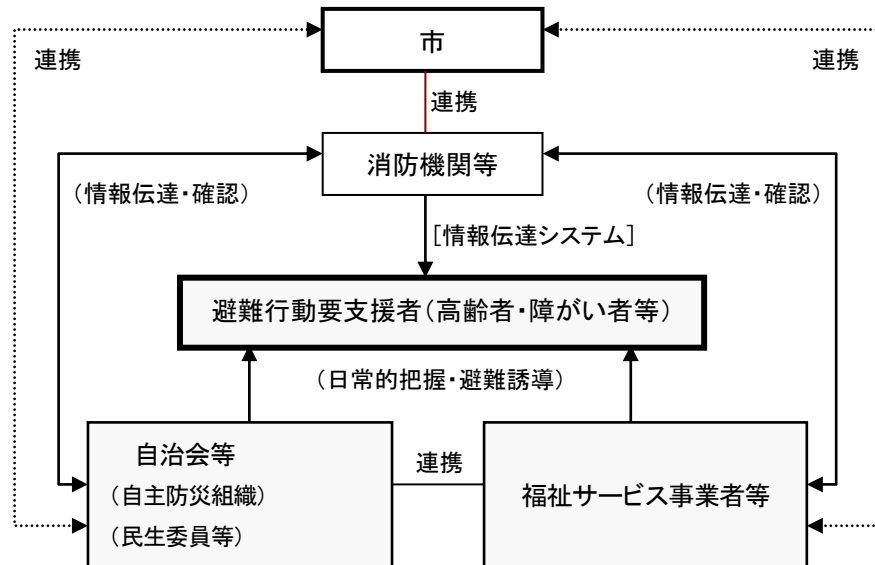 市
連携
連携
連携
消防機関等
(情報伝達・確認)
(情報伝達・確認)
[情報伝達システム]
避難行動要支援者(高齢者・障がい者等)
(日常的把握・避難誘導)
自治会等
(自主防災組織)
(民生委員等)
連携
福祉サービス事業者等